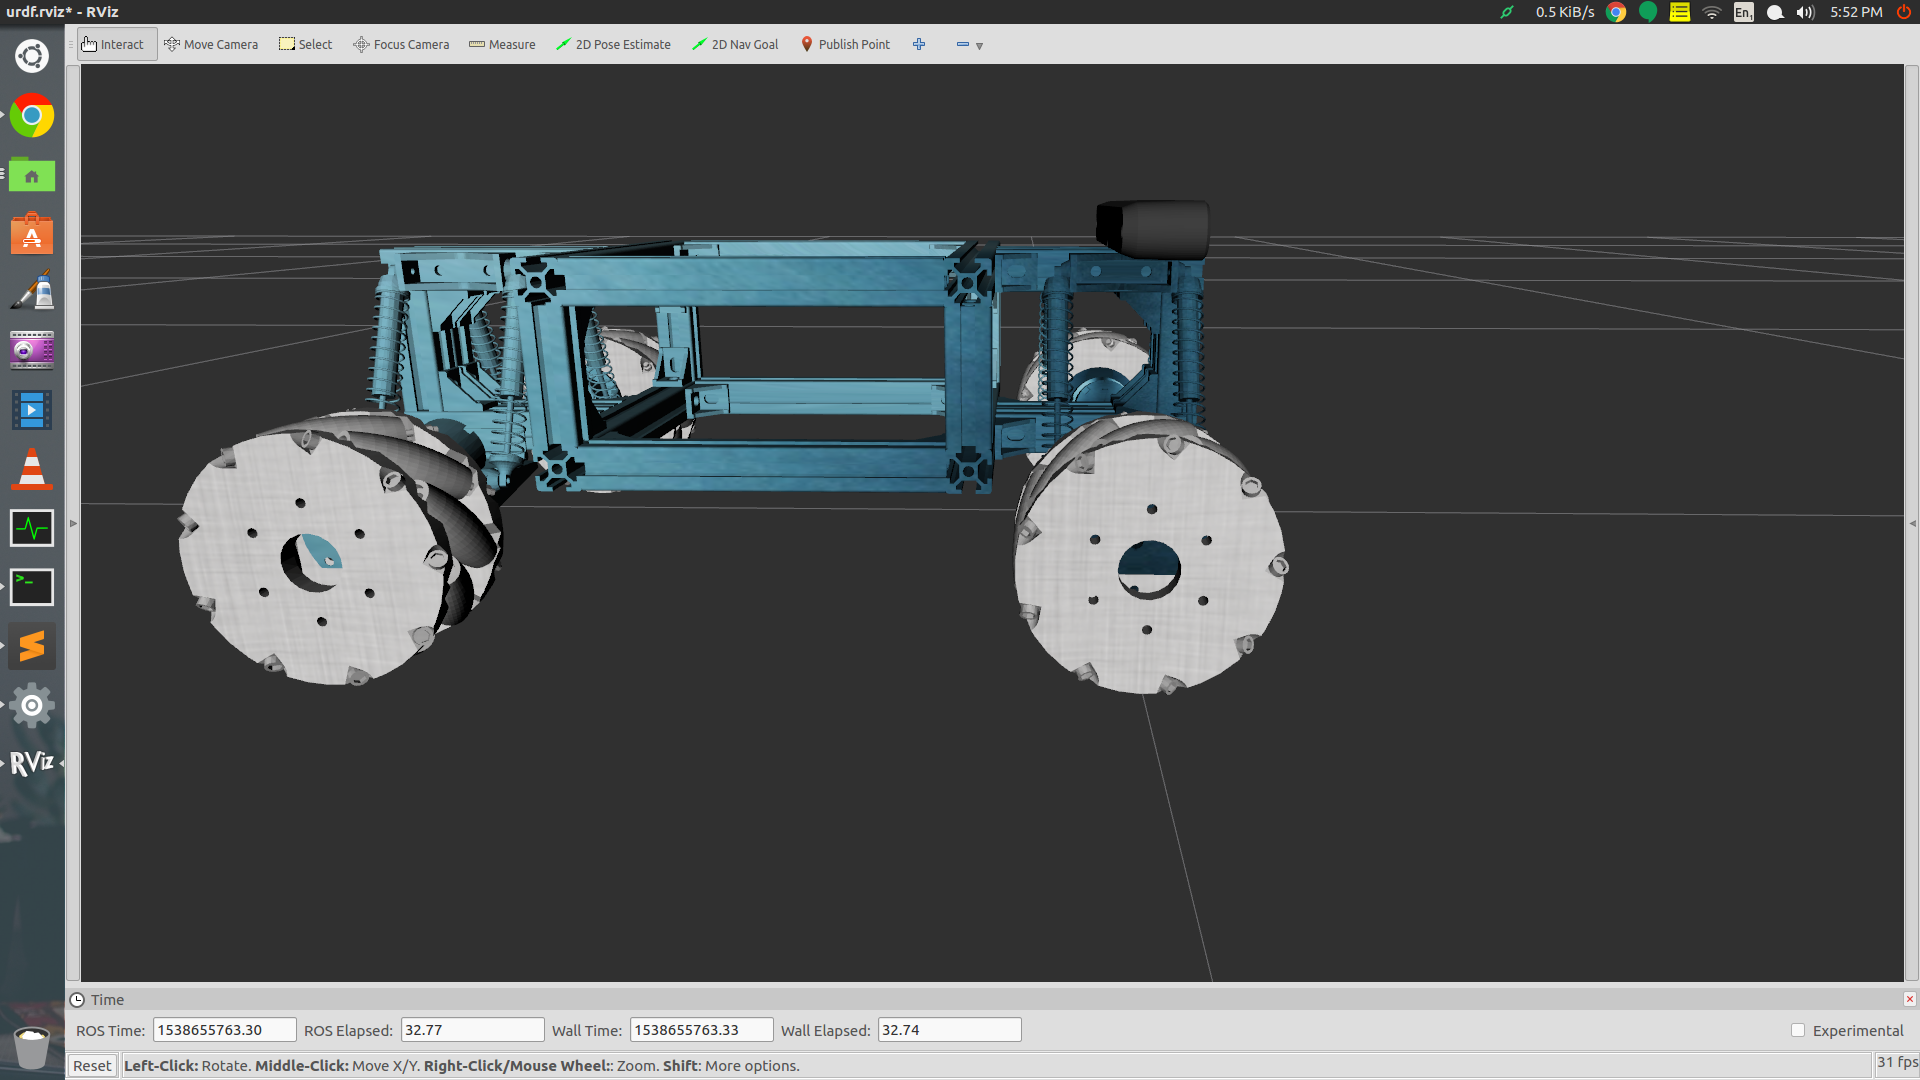 urdf.rviz* - RViz
0.5 KiB/s En1 5:52 PM
Interact Move Camera Select Focus Camera Measure 2D Pose Estimate 2D Nav Goal Publish Point
RViz
Time
ROS Time: 1538655763.30 ROS Elapsed: 32.77 Wall Time: 1538655763.33 Wall Elapsed: 32.74 Experimental
Reset Left-Click: Rotate. Middle-Click: Move X/Y. Right-Click/Mouse Wheel:: Zoom. Shift: More options. 31 fps